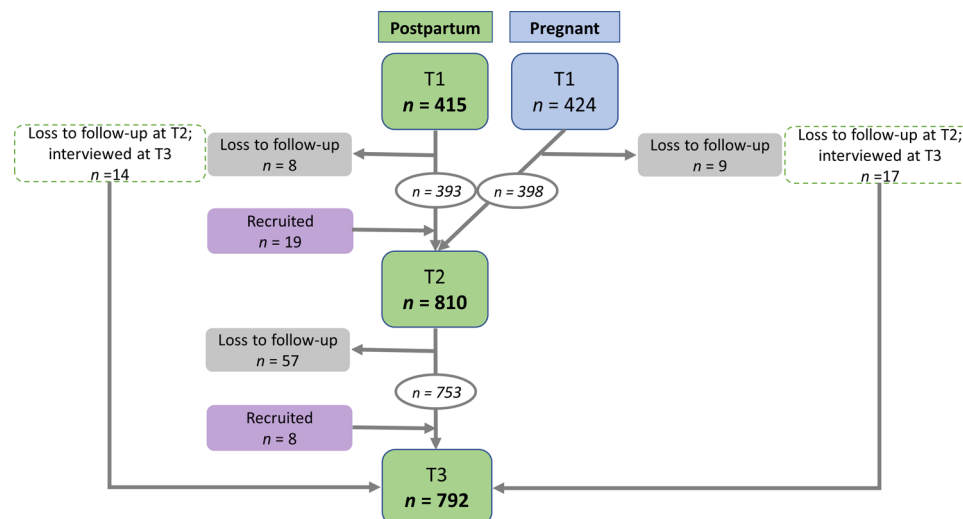 Postpartum
Pregnant
T1
n = 415
T1
n = 424
Loss to follow-up at T2;
interviewed at T3
n =14
Loss to follow-up
n = 8
Loss to follow-up
n = 9
Loss to follow-up at T2;
interviewed at T3
n =17
n = 393
n = 398
Recruited
n = 19
T2
n = 810
Loss to follow-up
n = 57
n = 753
Recruited
n = 8
T3
n = 792